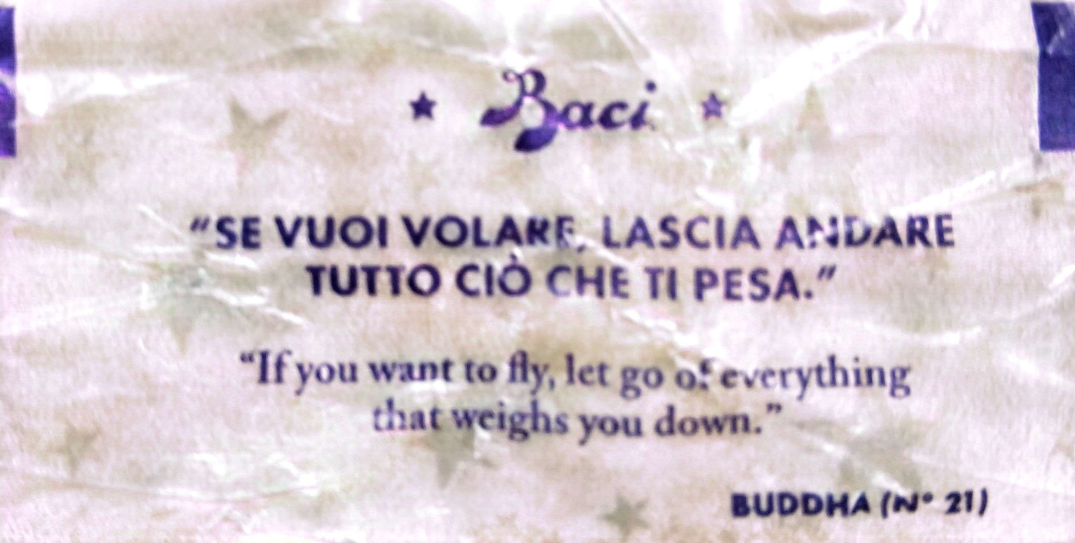 Baci
"SE VUOI VOLARE, LASCIA ANDARE
TUTTO CIÒ CHE TI PESA."
"If you want to fly, let go of everything
that weighs you down."
BUDDHA (N° 21)